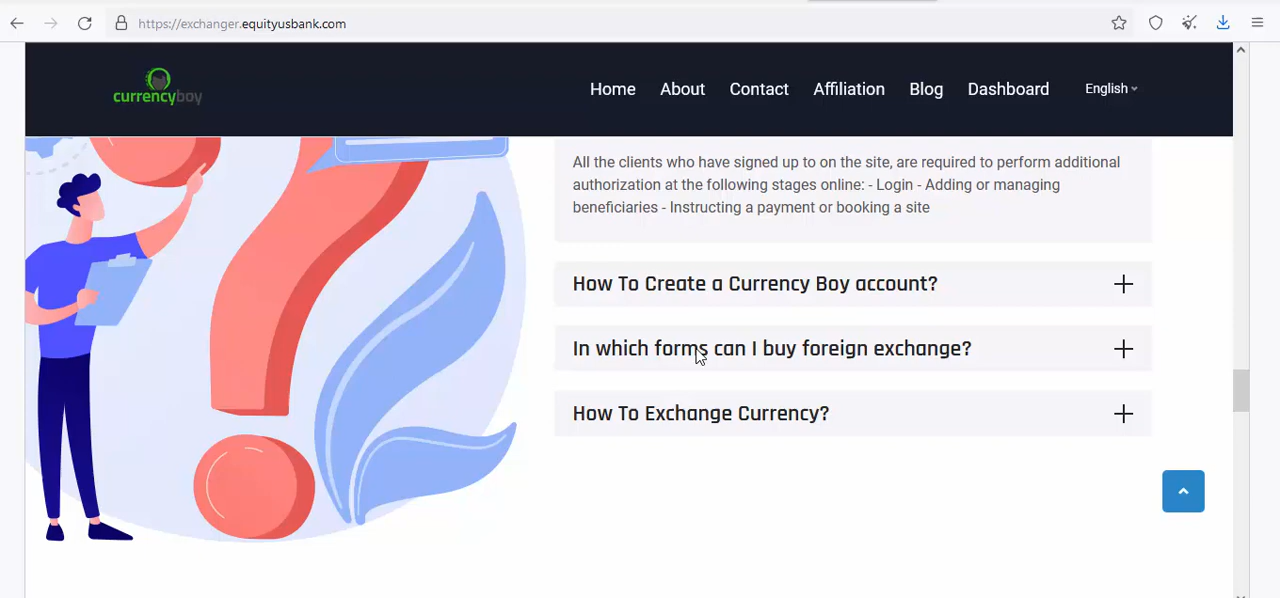 https://exchanger.equityusbank.com
currencyboy
Home About Contact Affiliation Blog Dashboard English
All the clients who have signed up to on the site, are required to perform additional
authorization at the following stages online: - Login - Adding or managing
beneficiaries - Instructing a payment or booking a site
How To Create a Currency Boy account?
In which forms can I buy foreign exchange?
How To Exchange Currency?